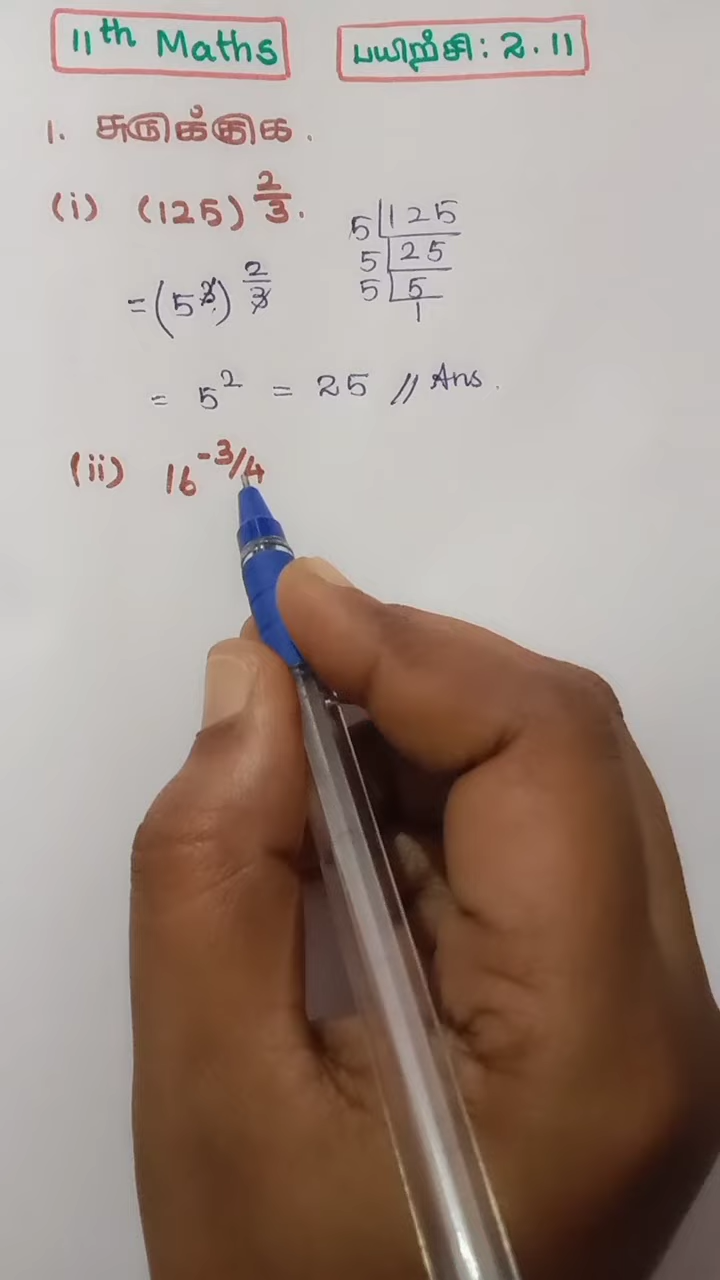 11th Maths பயிற்சி: 2.11
1. சுருக்குக.
(i) (125)^2/3.
5 | 125
5 | 25
5 | 5
1
= (5^3)^2/3
= 5^2 = 25 // Ans.
(ii) 16^-3/4